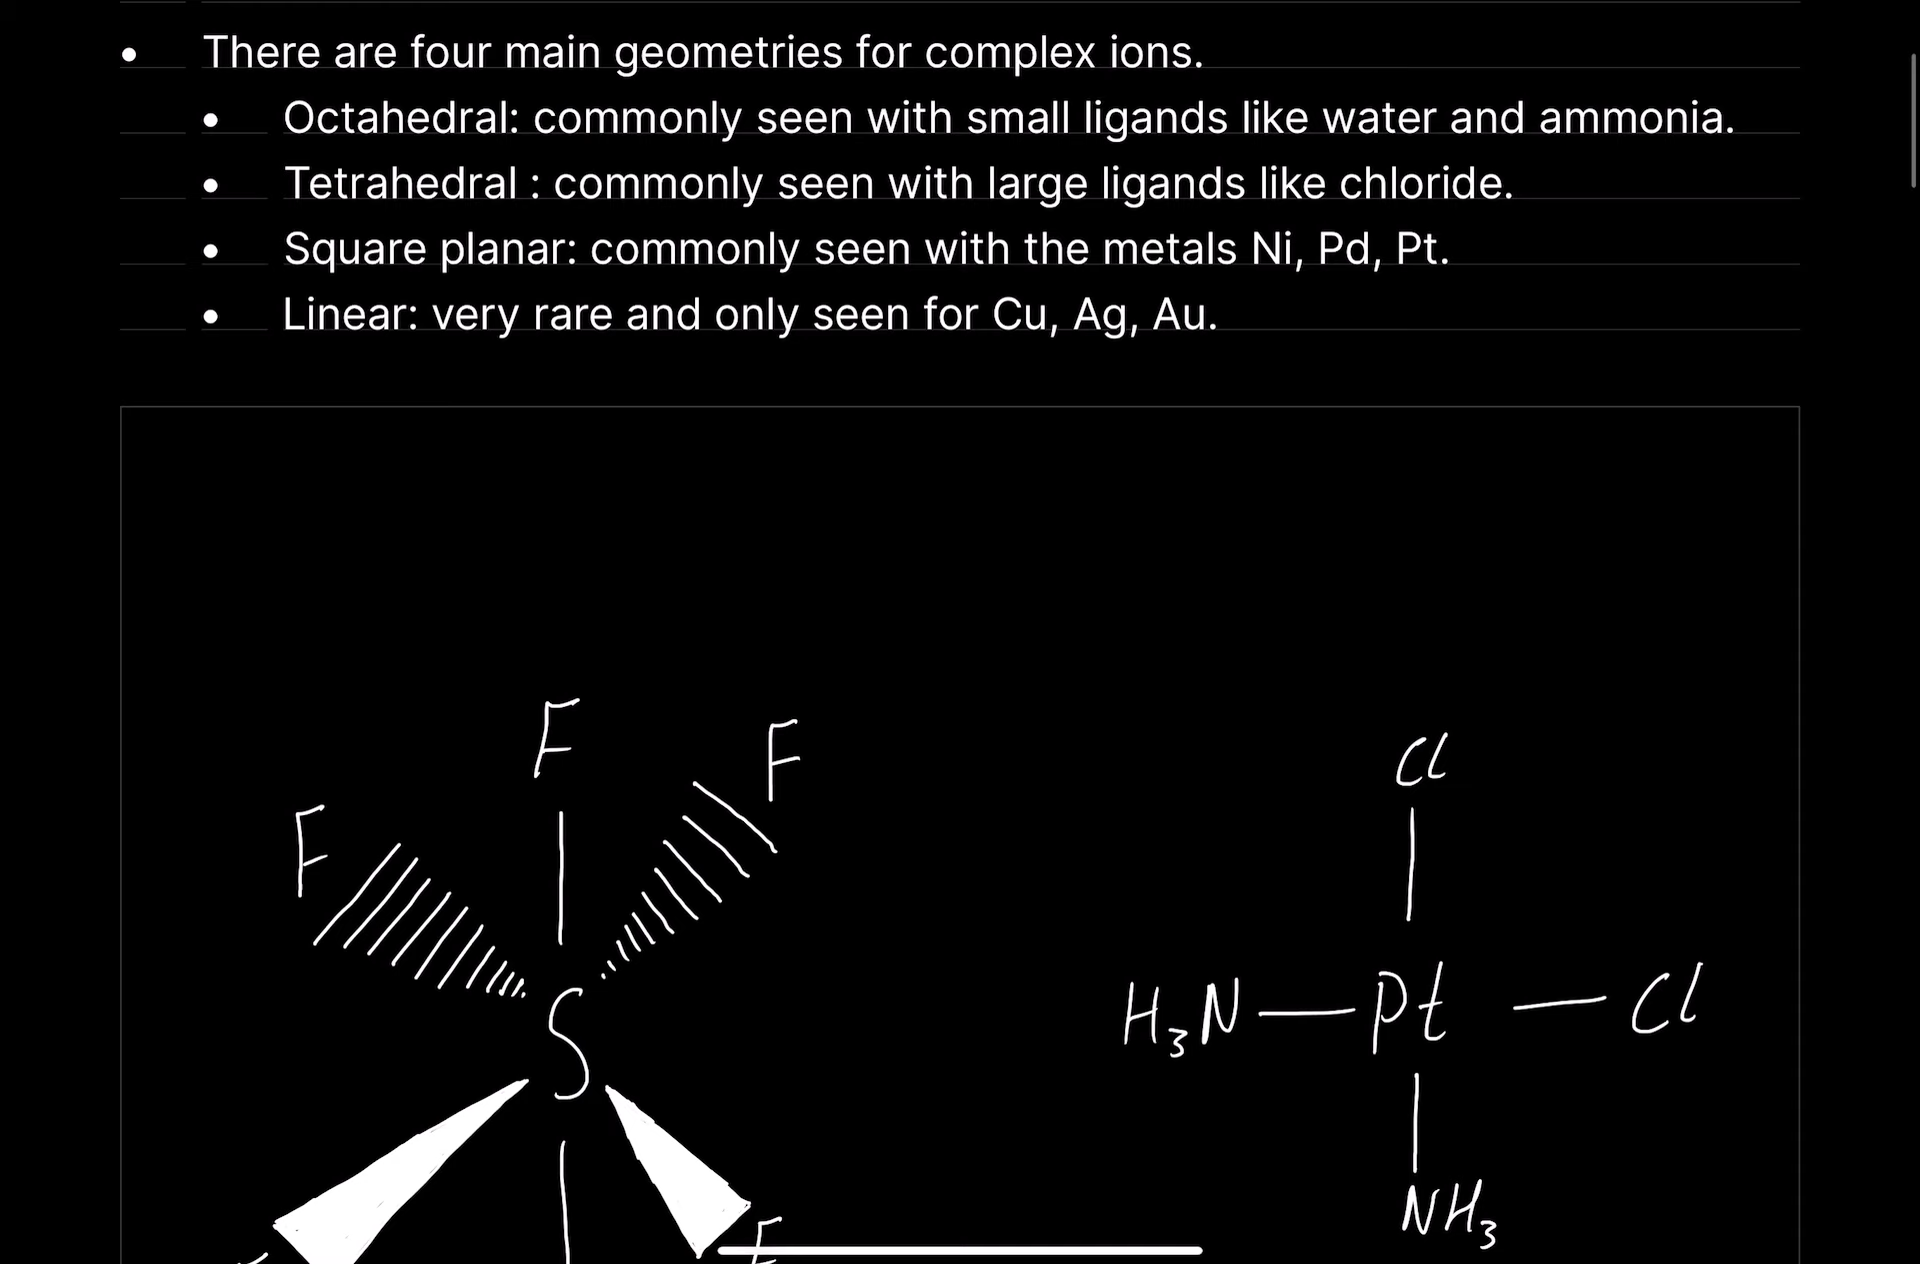 • There are four main geometries for complex ions.
• Octahedral: commonly seen with small ligands like water and ammonia.
• Tetrahedral : commonly seen with large ligands like chloride.
• Square planar: commonly seen with the metals Ni, Pd, Pt.
• Linear: very rare and only seen for Cu, Ag, Au.
F
F
F
S
F
Cl
H₃N — Pt — Cl
NH₃